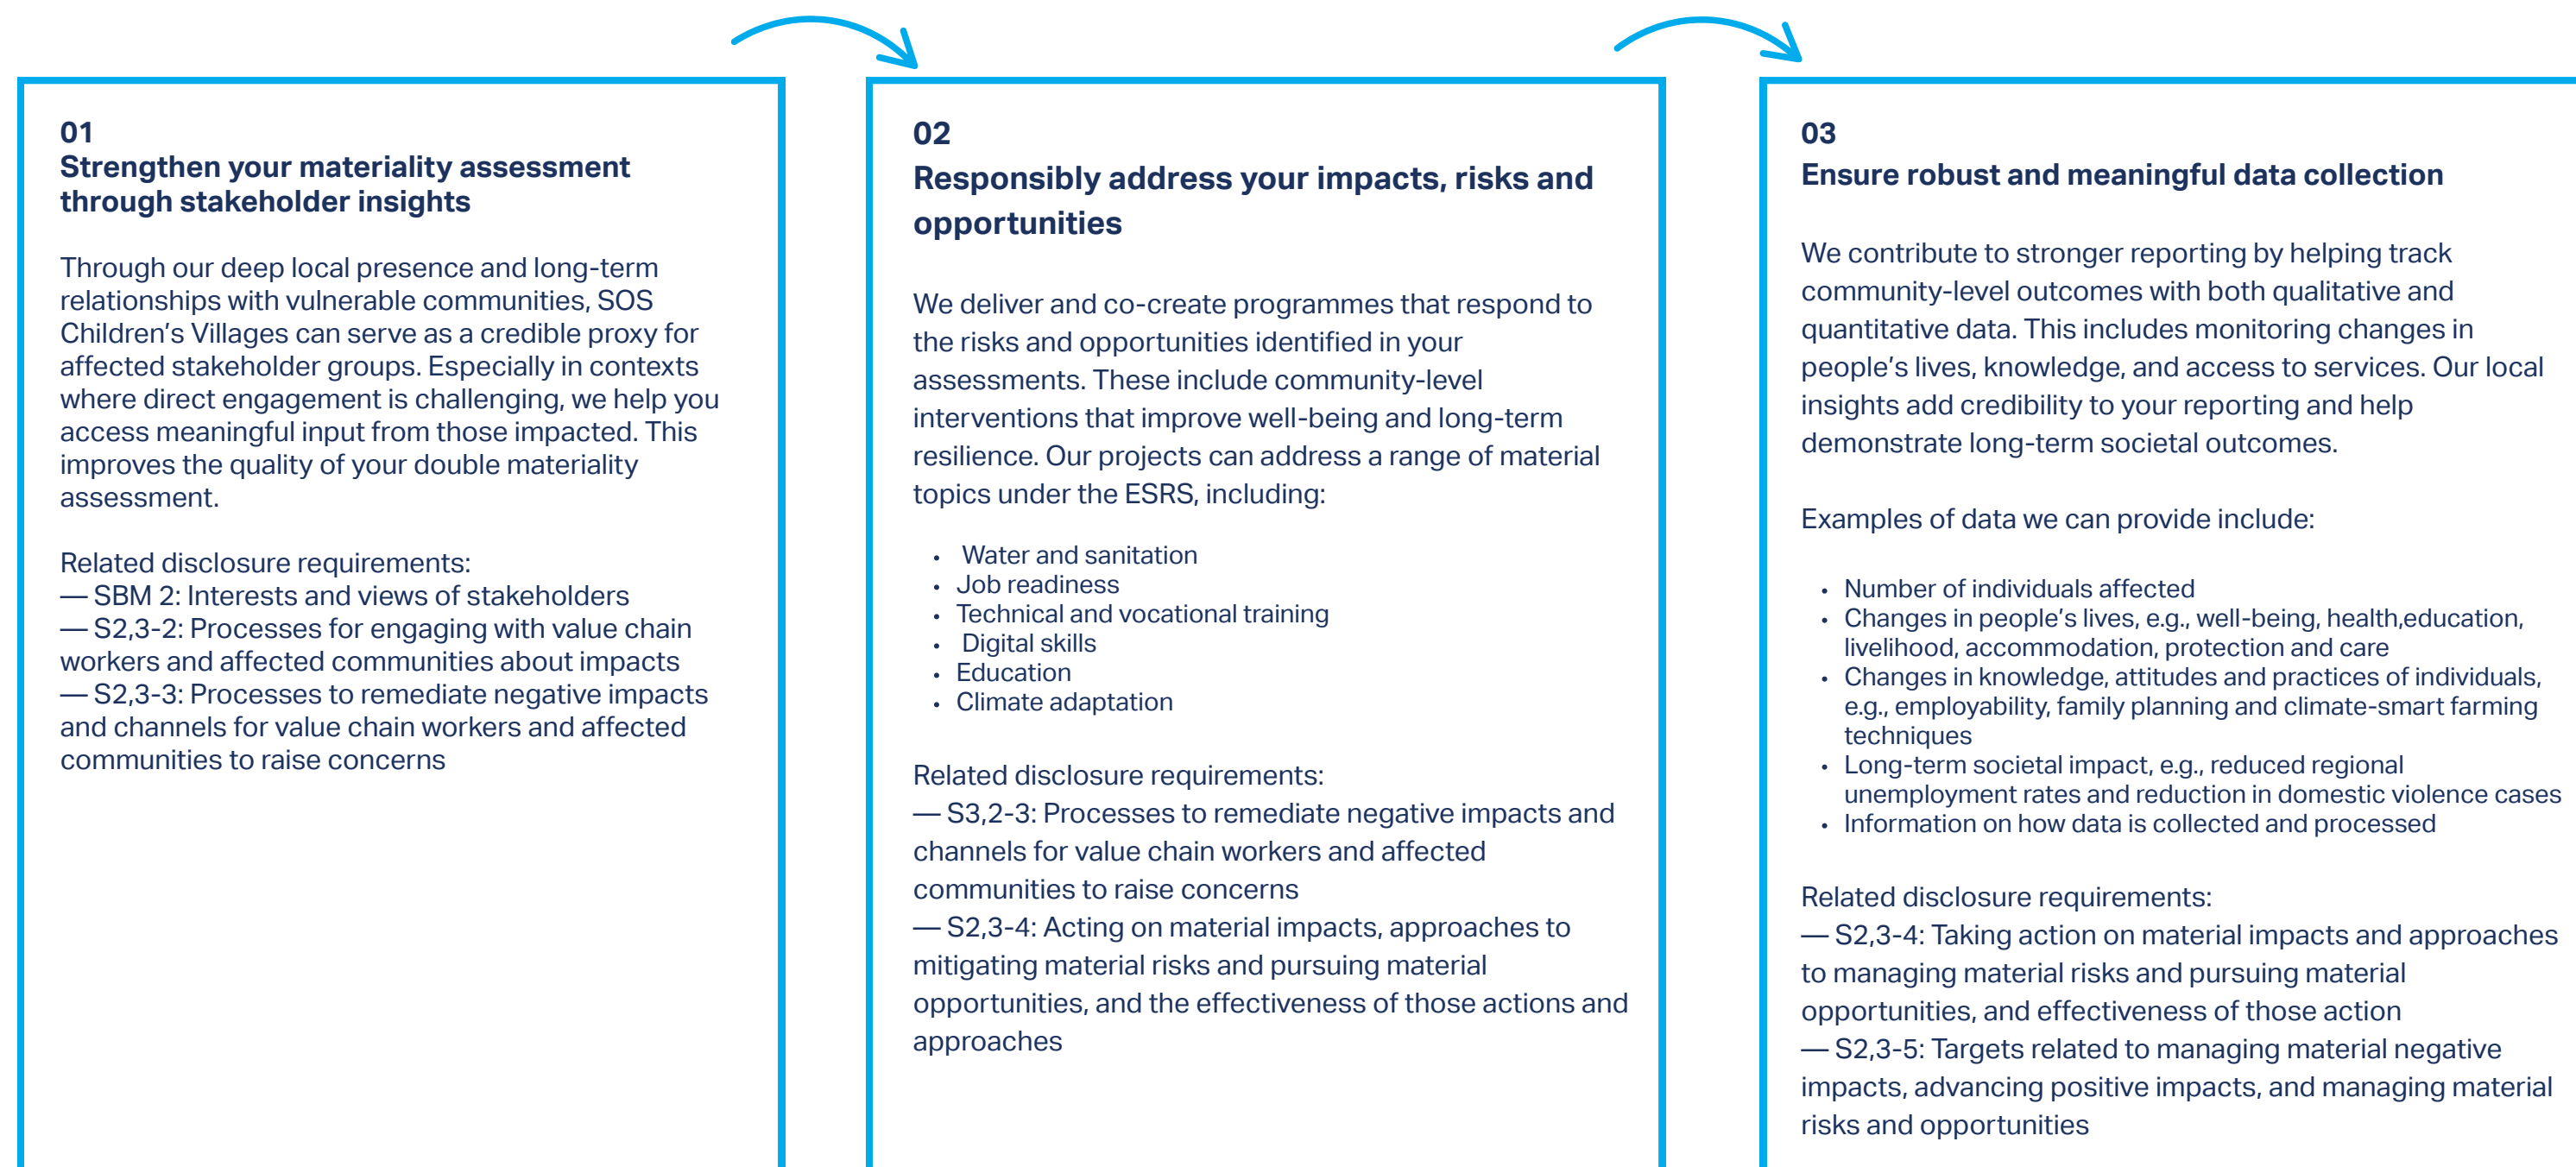 01
Strengthen your materiality assessment
through stakeholder insights
Through our deep local presence and long-term
relationships with vulnerable communities, SOS
Children’s Villages can serve as a credible proxy for
affected stakeholder groups. Especially in contexts
where direct engagement is challenging, we help you
access meaningful input from those impacted. This
improves the quality of your double materiality
assessment.
Related disclosure requirements:
— SBM 2: Interests and views of stakeholders
— S2,3-2: Processes for engaging with value chain
workers and affected communities about impacts
— S2,3-3: Processes to remediate negative impacts
and channels for value chain workers and affected
communities to raise concerns
02
Responsibly address your impacts, risks and
opportunities
We deliver and co-create programmes that respond to
the risks and opportunities identified in your
assessments. These include community-level
interventions that improve well-being and long-term
resilience. Our projects can address a range of material
topics under the ESRS, including:
• Water and sanitation
• Job readiness
• Technical and vocational training
• Digital skills
• Education
• Climate adaptation
Related disclosure requirements:
— S3,2-3: Processes to remediate negative impacts and
channels for value chain workers and affected
communities to raise concerns
— S2,3-4: Acting on material impacts, approaches to
mitigating material risks and pursuing material
opportunities, and the effectiveness of those actions and
approaches
03
Ensure robust and meaningful data collection
We contribute to stronger reporting by helping track
community-level outcomes with both qualitative and
quantitative data. This includes monitoring changes in
people’s lives, knowledge, and access to services. Our local
insights add credibility to your reporting and help
demonstrate long-term societal outcomes.
Examples of data we can provide include:
• Number of individuals affected
• Changes in people’s lives, e.g., well-being, health,education,
livelihood, accommodation, protection and care
• Changes in knowledge, attitudes and practices of individuals,
e.g., employability, family planning and climate-smart farming
techniques
• Long-term societal impact, e.g., reduced regional
unemployment rates and reduction in domestic violence cases
• Information on how data is collected and processed
Related disclosure requirements:
— S2,3-4: Taking action on material impacts and approaches
to managing material risks and pursuing material
opportunities, and effectiveness of those action
— S2,3-5: Targets related to managing material negative
impacts, advancing positive impacts, and managing material
risks and opportunities